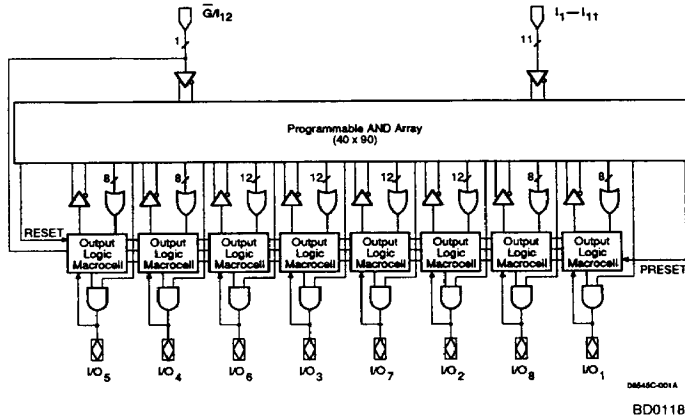 G̅/I12
I1–I11
1
11
Programmable AND Array
(40 x 90)
8 8 12 12 12 12 8 8
RESET
Output Logic Macrocell
Output Logic Macrocell
Output Logic Macrocell
Output Logic Macrocell
Output Logic Macrocell
Output Logic Macrocell
Output Logic Macrocell
Output Logic Macrocell
PRESET
I/O5 I/O4 I/O6 I/O3 I/O7 I/O2 I/O8 I/O1
BD0118